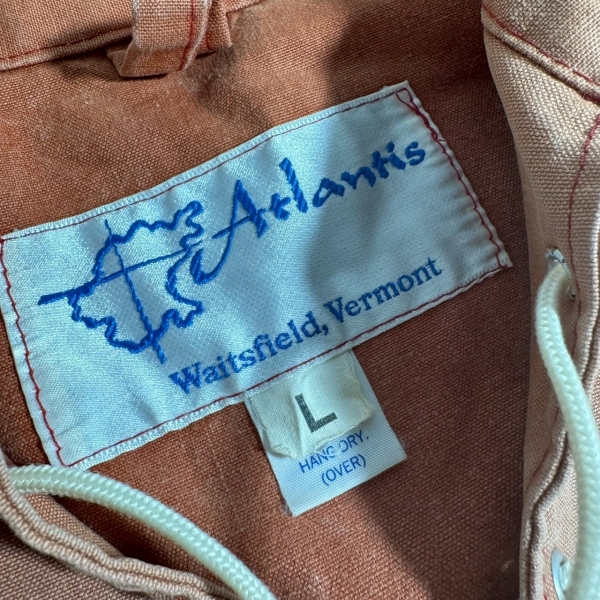 Atlantis
Waitsfield, Vermont
L
HANG DRY.
(OVER)